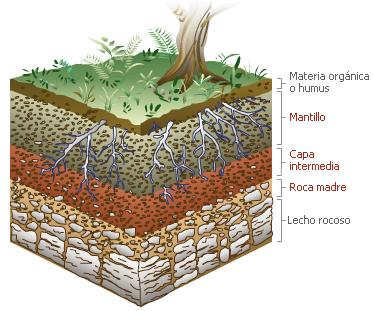 Materia orgánica
o humus
Mantillo
Capa
intermedia
Roca madre
Lecho rocoso